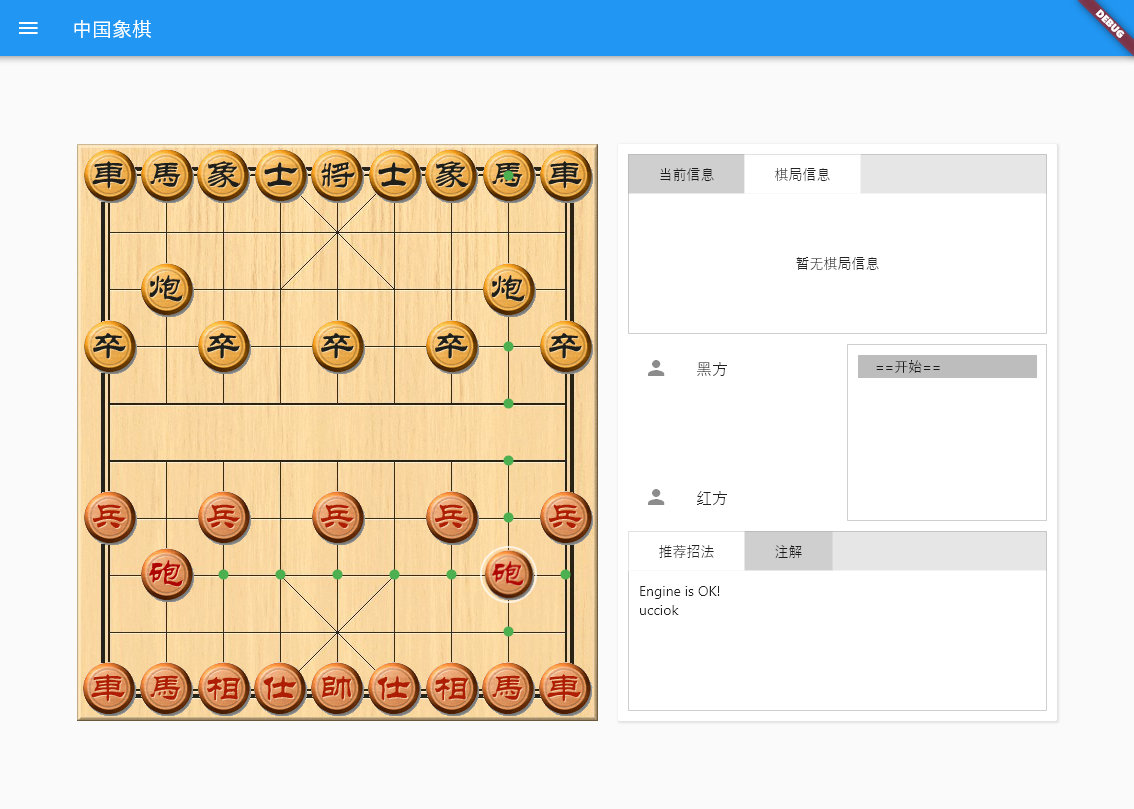 中国象棋
DEBUG
車馬象士將士象馬車
炮 炮
卒 卒 卒 卒 卒
兵 兵 兵 兵 兵
砲 砲
車馬相仕帥仕相馬車
当前信息 棋局信息
暂无棋局信息
黑方
==开始==
红方
推荐招法 注解
Engine is OK!
ucciok